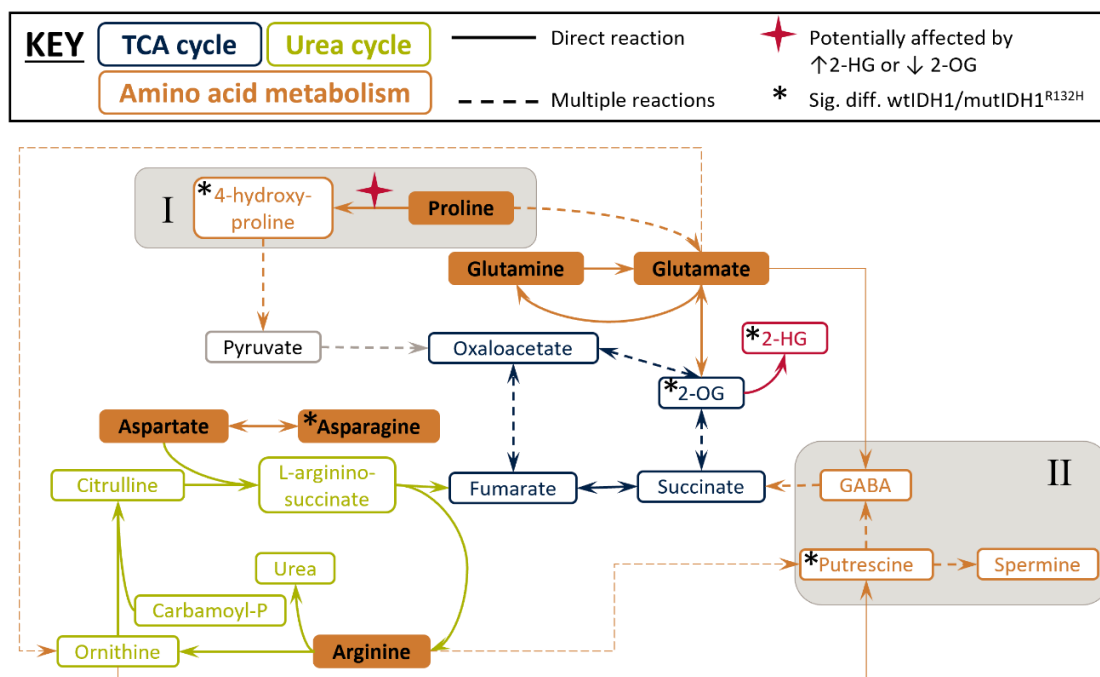 KEY
TCA cycle
Urea cycle
Amino acid metabolism
Direct reaction
Multiple reactions
Potentially affected by
↑2-HG or ↓ 2-OG
* Sig. diff. wtIDH1/mutIDH1R132H
I
*4-hydroxy-
proline
Proline
Glutamine
Glutamate
Pyruvate
Oxaloacetate
*2-HG
*2-OG
Aspartate
*Asparagine
Citrulline
L-arginino-
succinate
Fumarate
Succinate
GABA
II
Urea
*Putrescine
Spermine
Carbamoyl-P
Ornithine
Arginine